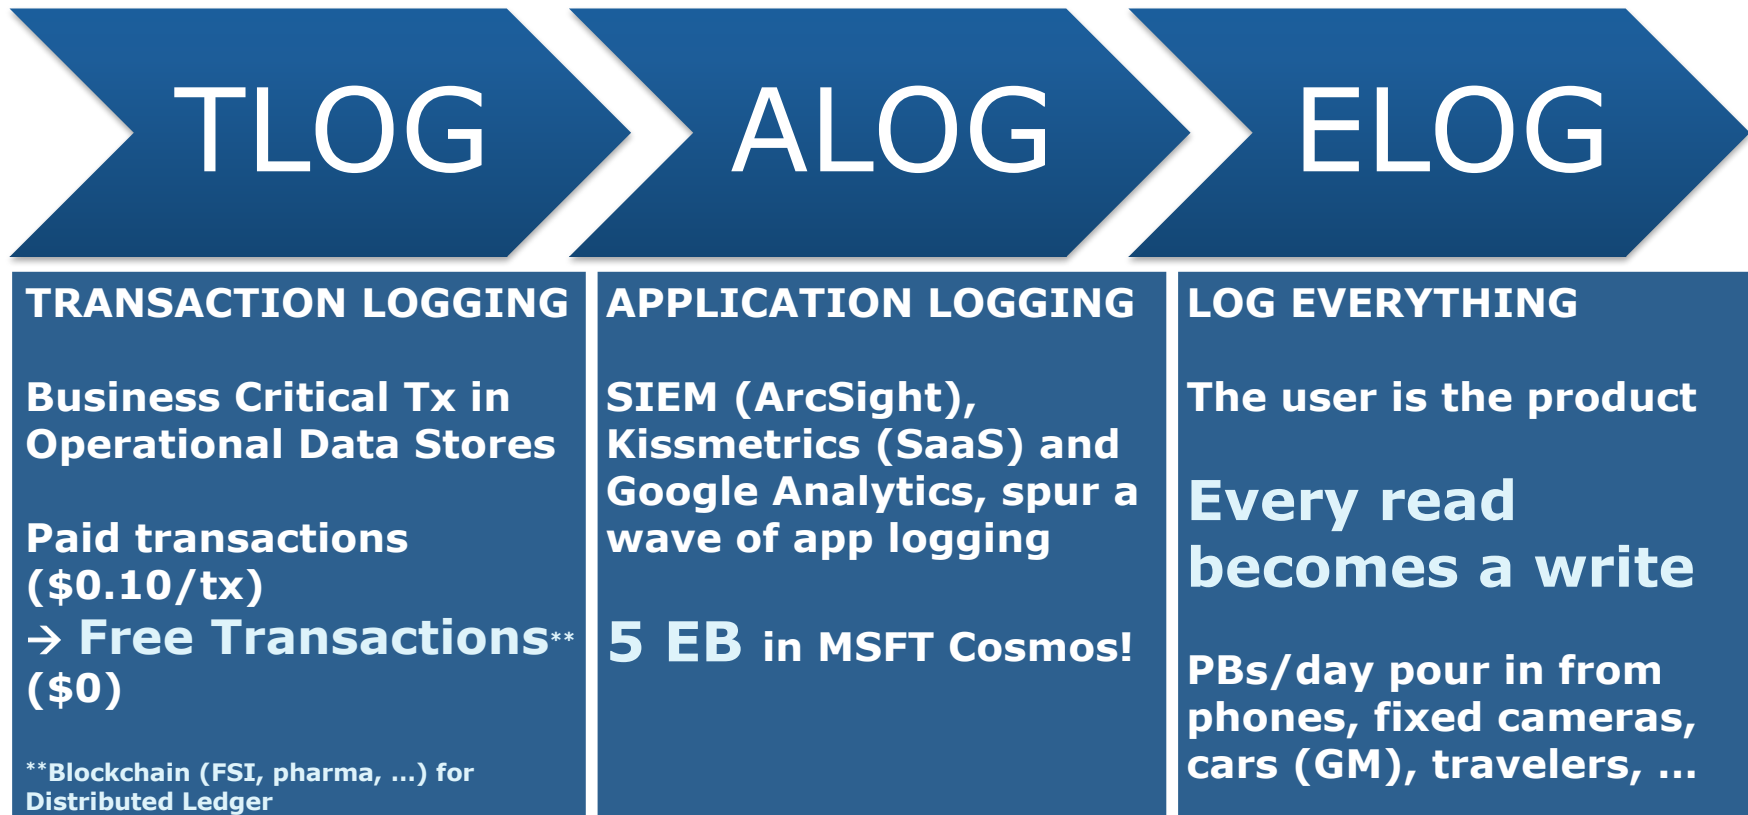 TLOG
ALOG
ELOG
TRANSACTION LOGGING
Business Critical Tx in
Operational Data Stores
Paid transactions
($0.10/tx)
→ Free Transactions**
($0)
**Blockchain (FSI, pharma, ...) for
Distributed Ledger
APPLICATION LOGGING
SIEM (ArcSight),
Kissmetrics (SaaS) and
Google Analytics, spur a
wave of app logging
5 EB in MSFT Cosmos!
LOG EVERYTHING
The user is the product
Every read
becomes a write
PBs/day pour in from
phones, fixed cameras,
cars (GM), travelers, ...